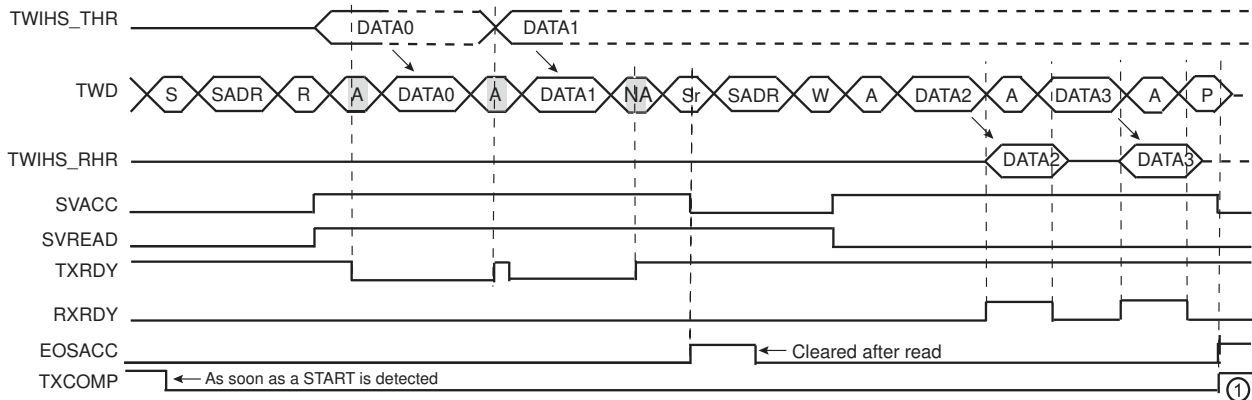 TWIHS_THR DATA0 DATA1
TWD S SADR R A DATA0 A DATA1 NA Sr SADR W A DATA2 A DATA3 A P
TWIHS_RHR DATA2 DATA3
SVACC
SVREAD
TXRDY
RXRDY
EOSACC Cleared after read
TXCOMP As soon as a START is detected 1